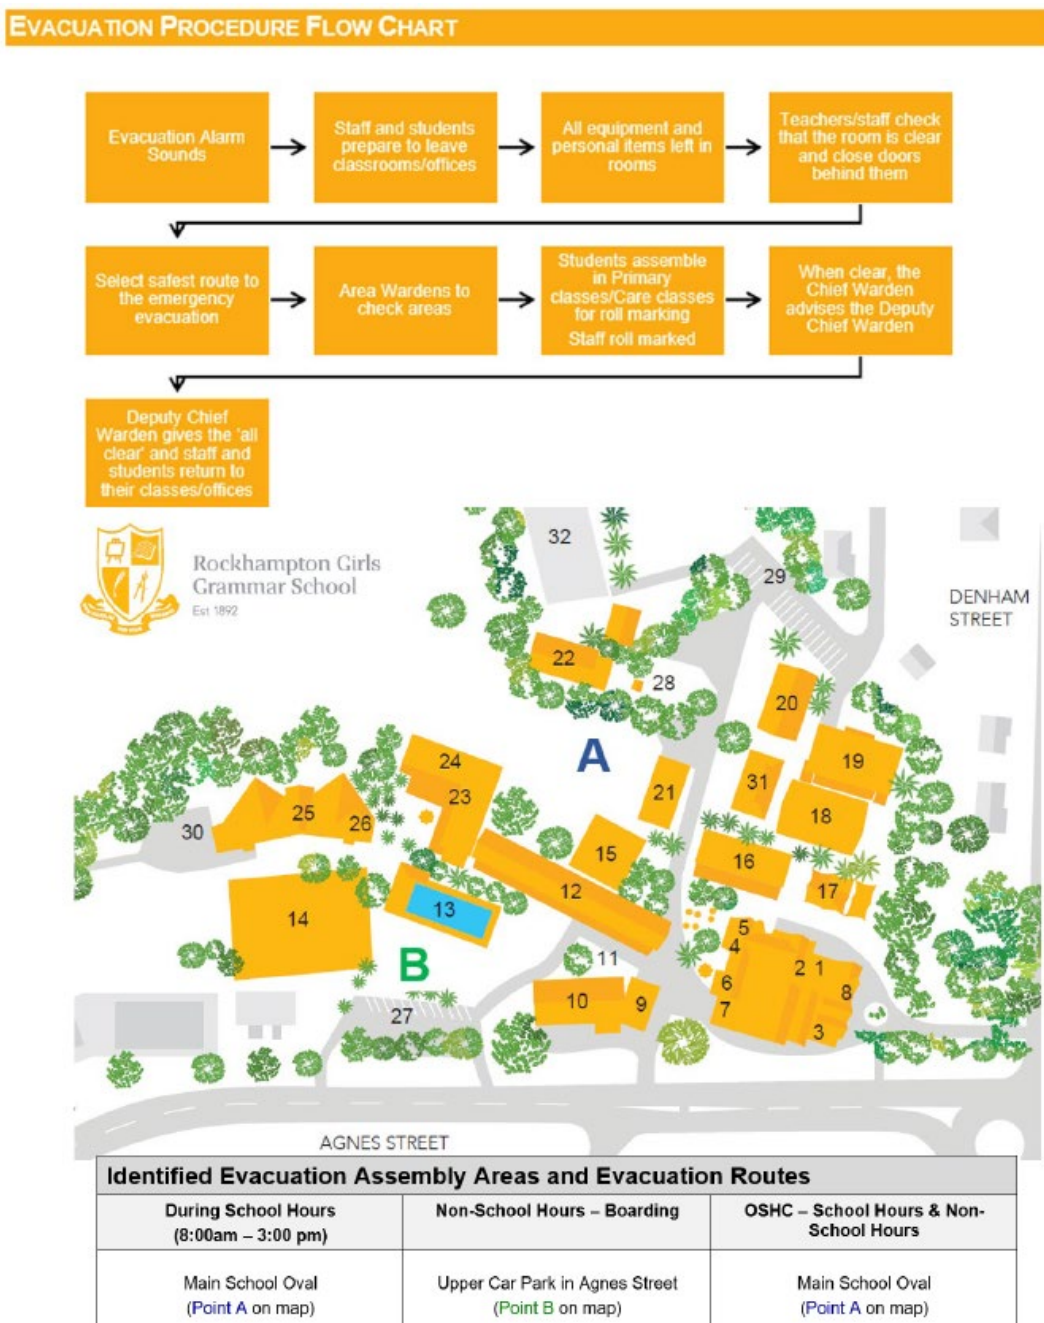 EVACUATION PROCEDURE FLOW CHART
Evacuation Alarm
Sounds
Staff and students
prepare to leave
classrooms/offices
All equipment and
personal items left in
rooms
Teachers/staff check
that the room is clear
and close doors
behind them
Select safest route to
the emergency
evacuation
Area Wardens to
check areas
Students assemble
in Primary
classes/Care classes
for roll marking
Staff roll marked
When clear, the
Chief Warden
advises the Deputy
Chief Warden
Deputy Chief
Warden gives the 'all
clear' and staff and
students return to
their classes/offices
Rockhampton Girls
Grammar School
Est 1892
32
29
DENHAM
STREET
22
28
20
A
24
19
31
23
21
25
18
26
30
15
16
12
17
13
14
5
4
B
11
2
1
6
8
10
9
7
27
3
AGNES STREET
Identified Evacuation Assembly Areas and Evacuation Routes
During School Hours
(8:00am – 3:00 pm)
Non-School Hours – Boarding
OSHC – School Hours & Non-
School Hours
Main School Oval
(Point A on map)
Upper Car Park in Agnes Street
(Point B on map)
Main School Oval
(Point A on map)